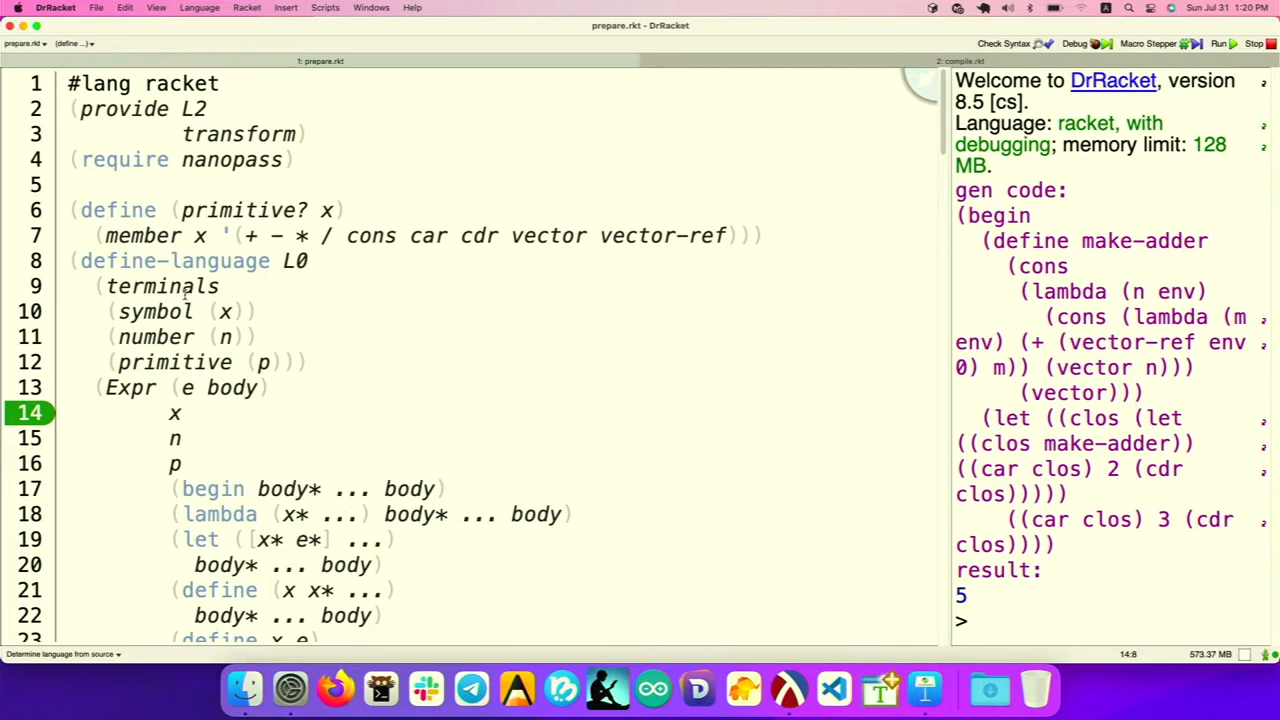 DrRacket File Edit View Language Racket Insert Scripts Windows Help A Sun Jul 31 1:20 PM
prepare.rkt - DrRacket
prepare.rkt▾ (define ...)▾ Check Syntax Debug Macro Stepper Run Stop
1: prepare.rkt 2: compile.rkt
1 #lang racket
2 (provide L2
3 transform)
4 (require nanopass)
5
6 (define (primitive? x)
7 (member x '(+ - * / cons car cdr vector vector-ref)))
8 (define-language L0
9 (terminals
10 (symbol (x))
11 (number (n))
12 (primitive (p)))
13 (Expr (e body)
14 x
15 n
16 p
17 (begin body* ... body)
18 (lambda (x* ...) body* ... body)
19 (let ([x* e*] ...)
20 body* ... body)
21 (define (x x* ...)
22 body* ... body)
23 (define x e)
Welcome to DrRacket, version
8.5 [cs].
Language: racket, with
debugging; memory limit: 128
MB.
gen code:
(begin
(define make-adder
(cons
(lambda (n env)
(cons (lambda (m
env) (+ (vector-ref env
0) m)) (vector n)))
(vector)))
(let ((clos (let
((clos make-adder))
((car clos) 2 (cdr
clos)))))
((car clos) 3 (cdr
clos))))
result:
5
>
Determine language from source▾ 14:8 573.37 MB